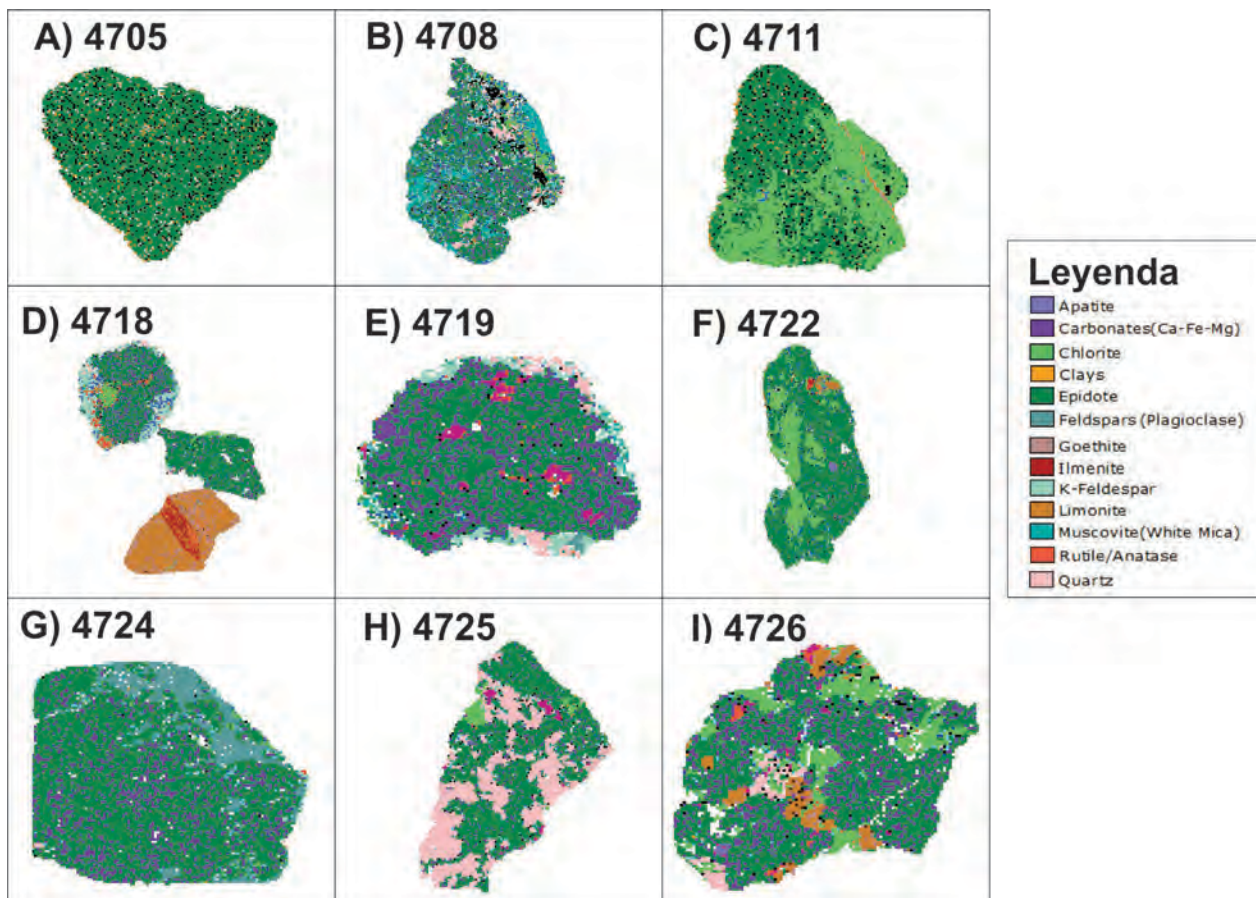 A) 4705
B) 4708
C) 4711
D) 4718
E) 4719
F) 4722
G) 4724
H) 4725
I) 4726
Leyenda
Apatite
Carbonates(Ca-Fe-Mg)
Chlorite
Clays
Epidote
Feldspars (Plagioclase)
Goethite
Ilmenite
K-Feldespar
Limonite
Muscovite(White Mica)
Rutile/Anatase
Quartz